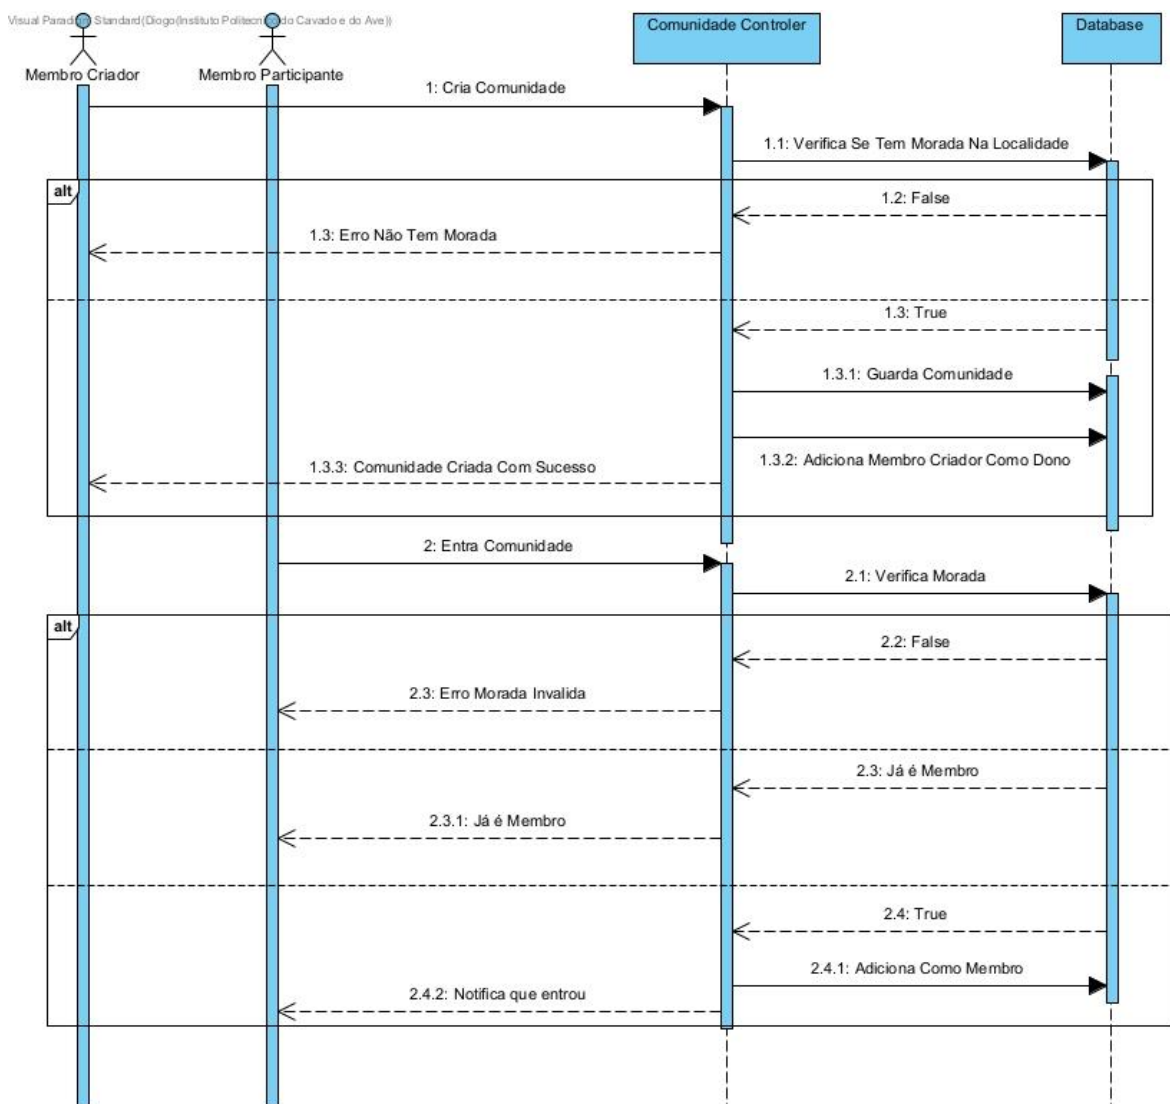 Visual Paradigm Standard(Diogo(Instituto Politecnico do Cavado e do Ave))
Membro Criador
Membro Participante
Comunidade Controler
Database
1: Cria Comunidade
1.1: Verifica Se Tem Morada Na Localidade
alt
1.2: False
1.3: Erro Não Tem Morada
1.3: True
1.3.1: Guarda Comunidade
1.3.2: Adiciona Membro Criador Como Dono
1.3.3: Comunidade Criada Com Sucesso
2: Entra Comunidade
2.1: Verifica Morada
alt
2.2: False
2.3: Erro Morada Invalida
2.3: Já é Membro
2.3.1: Já é Membro
2.4: True
2.4.1: Adiciona Como Membro
2.4.2: Notifica que entrou